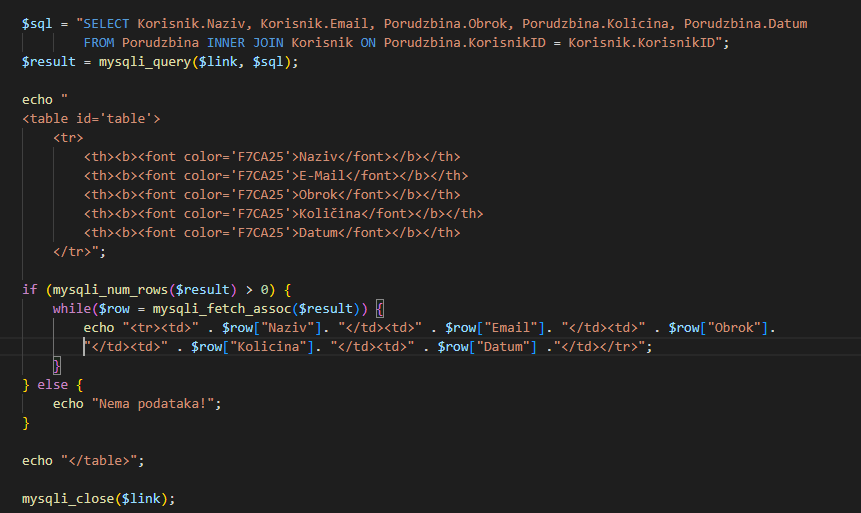 $sql = "SELECT Korisnik.Naziv, Korisnik.Email, Porudzbina.Obrok, Porudzbina.Kolicina, Porudzbina.Datum
FROM Porudzbina INNER JOIN Korisnik ON Porudzbina.KorisnikID = Korisnik.KorisnikID";
$result = mysqli_query($link, $sql);
echo "
<table id='table'>
<tr>
<th><b><font color='F7CA25'>Naziv</font></b></th>
<th><b><font color='F7CA25'>E-Mail</font></b></th>
<th><b><font color='F7CA25'>Obrok</font></b></th>
<th><b><font color='F7CA25'>Količina</font></b></th>
<th><b><font color='F7CA25'>Datum</font></b></th>
</tr>";
if (mysqli_num_rows($result) > 0) {
while($row = mysqli_fetch_assoc($result)) {
echo "<tr><td>" . $row["Naziv"]. "</td><td>" . $row["Email"]. "</td><td>" . $row["Obrok"].
"</td><td>" . $row["Kolicina"]. "</td><td>" . $row["Datum"] ."</td></tr>";
}
} else {
echo "Nema podataka!";
}
echo "</table>";
mysqli_close($link);